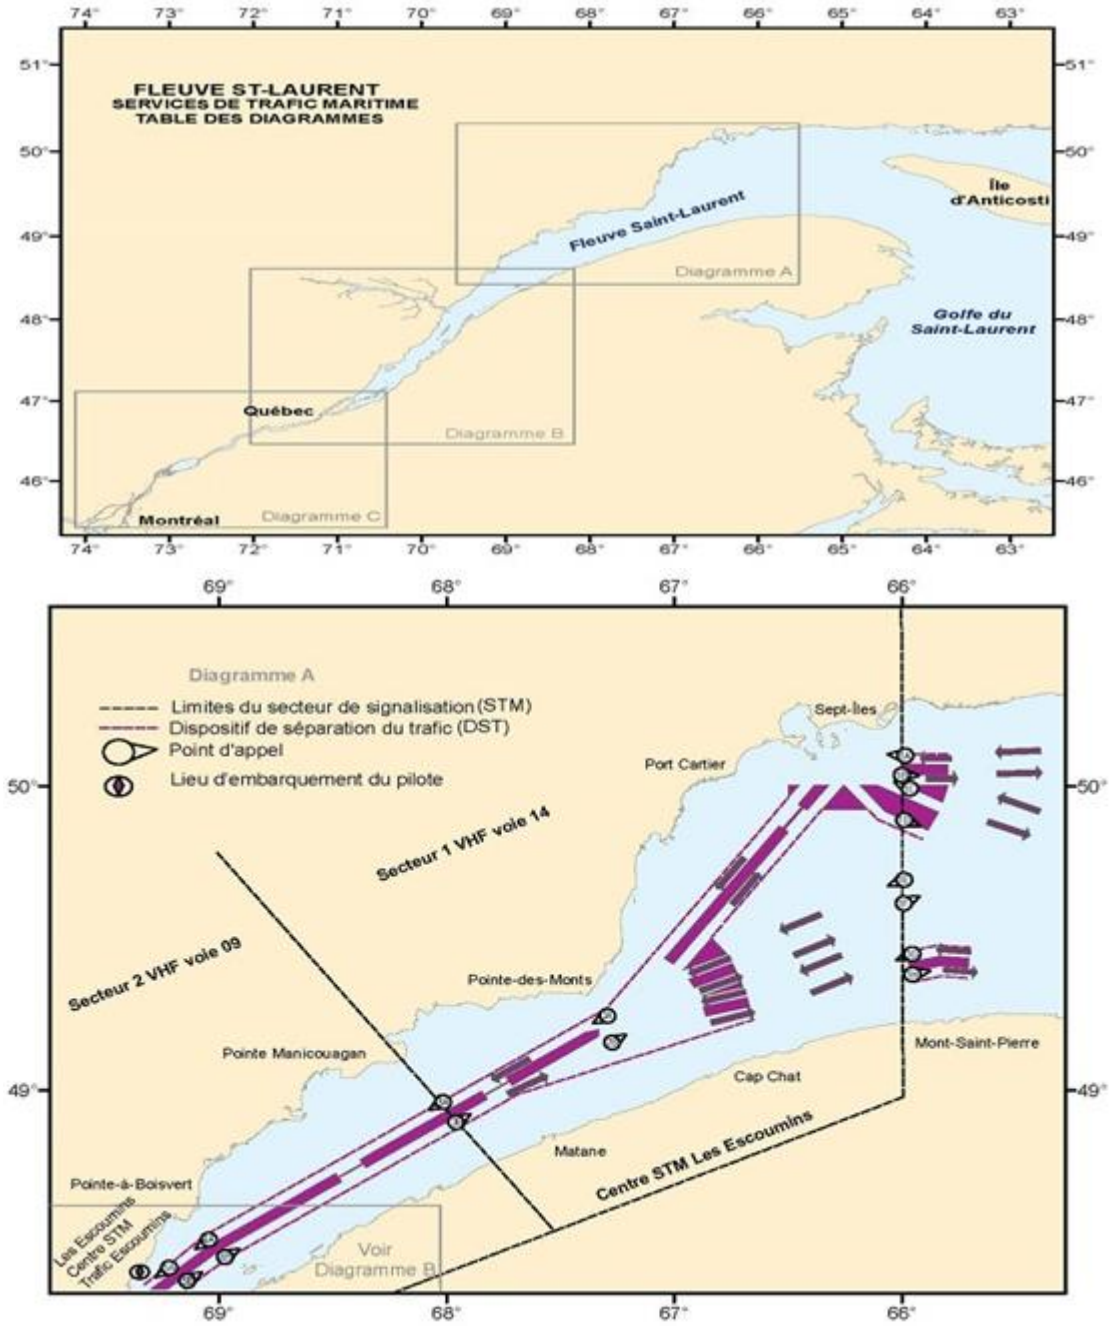 74° 73° 72° 71° 70° 69° 68° 67° 66° 65° 64° 63°
51° 51°
FLEUVE ST-LAURENT
SERVICES DE TRAFIC MARITIME
TABLE DES DIAGRAMMES
50° 50°
Île
d'Anticosti
Fleuve Saint-Laurent
49° 49°
Diagramme A
Golfe du
Saint-Laurent
48° 48°
47° 47°
Québec
Diagramme B
46° 46°
Montréal
Diagramme C
74° 73° 72° 71° 70° 69° 68° 67° 66° 65° 64° 63°
69° 68° 67° 66°
Diagramme A
Limites du secteur de signalisation (STM)
Dispositif de séparation du trafic (DST)
Point d'appel
Lieu d'embarquement du pilote
Sept-Îles
Port Cartier
50° 50°
Secteur 1 VHF voie 14
Secteur 2 VHF voie 09
Pointe-des-Monts
Pointe Manicouagan
Mont-Saint-Pierre
Cap Chat
49° 49°
Matane
Centre STM Les Escoumins
Pointe-à-Boisvert
Les Escoumins
Centre STM
Trafic Escoumins
Voir
Diagramme B
69° 68° 67° 66°